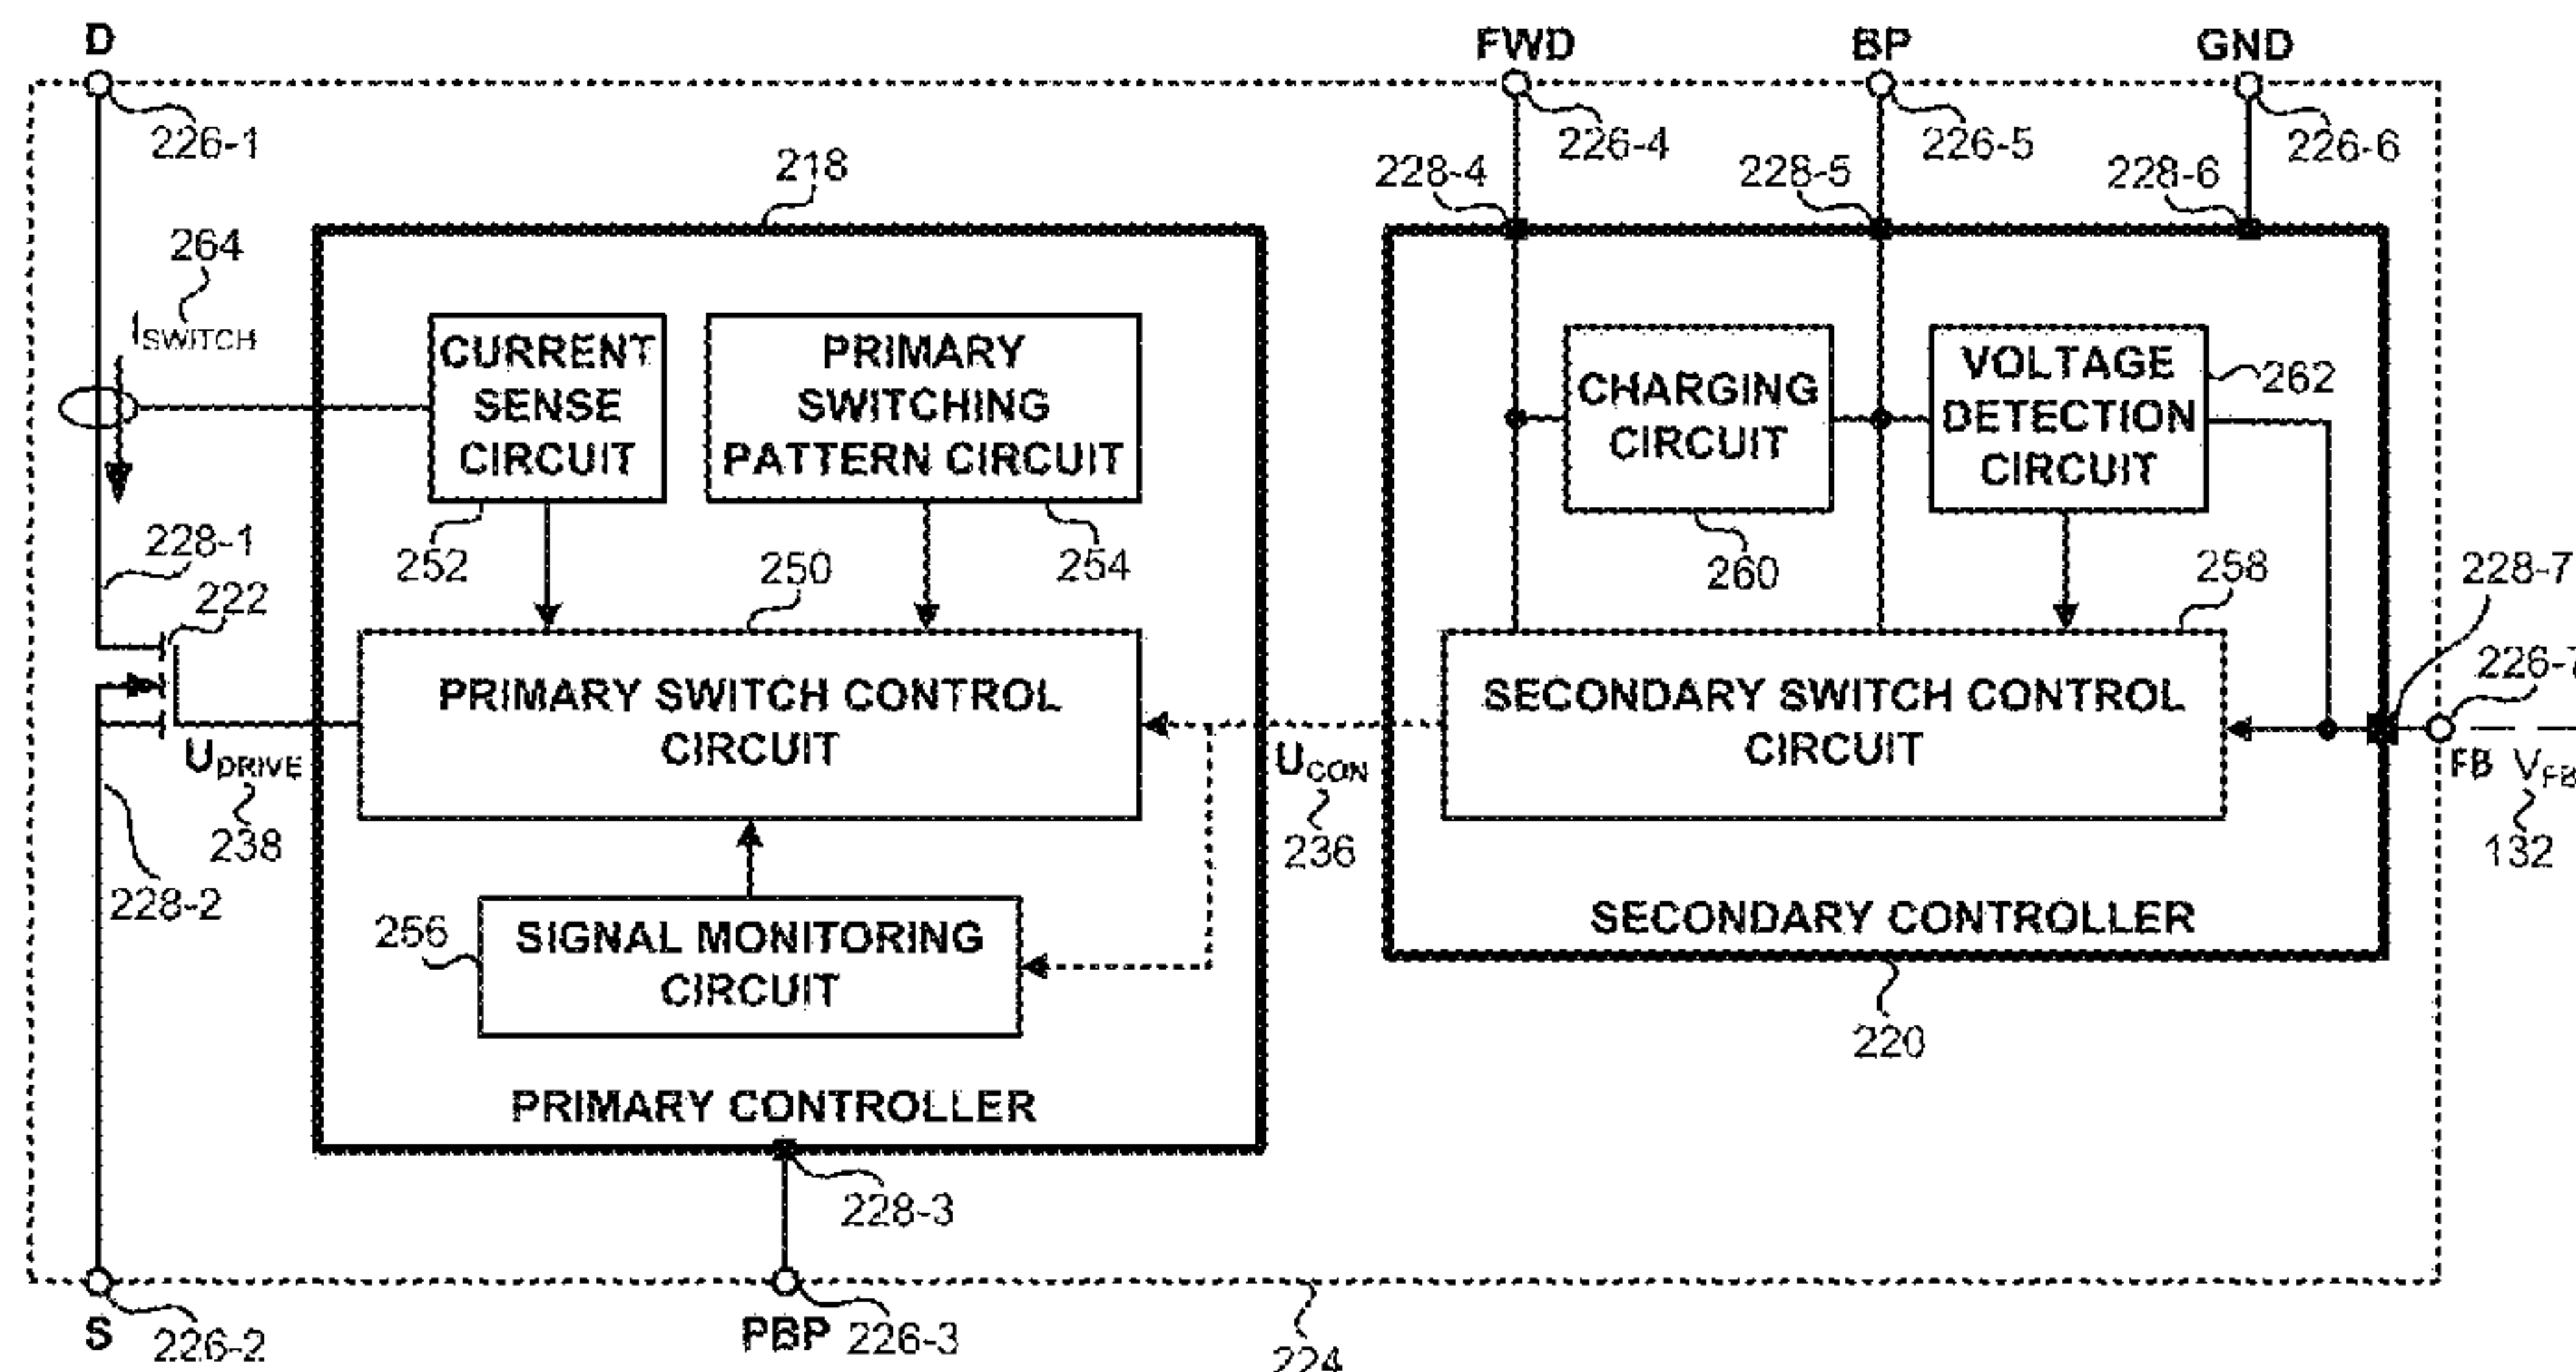 D
FWD
BP
GND
226-1
226-4
226-5
226-6
218
228-4
228-5
228-6
264
ISWITCH
CURRENT
SENSE
CIRCUIT
PRIMARY
SWITCHING
PATTERN CIRCUIT
CHARGING
CIRCUIT
VOLTAGE
DETECTION
CIRCUIT
262
228-1
222
252
250
254
260
258
228-7
PRIMARY SWITCH CONTROL
CIRCUIT
SECONDARY SWITCH CONTROL
CIRCUIT
226-7
UDRIVE
238
UCON
236
FB
VFB
132
228-2
256
SIGNAL MONITORING
CIRCUIT
SECONDARY CONTROLLER
220
PRIMARY CONTROLLER
228-3
S
226-2
PBP
226-3
224